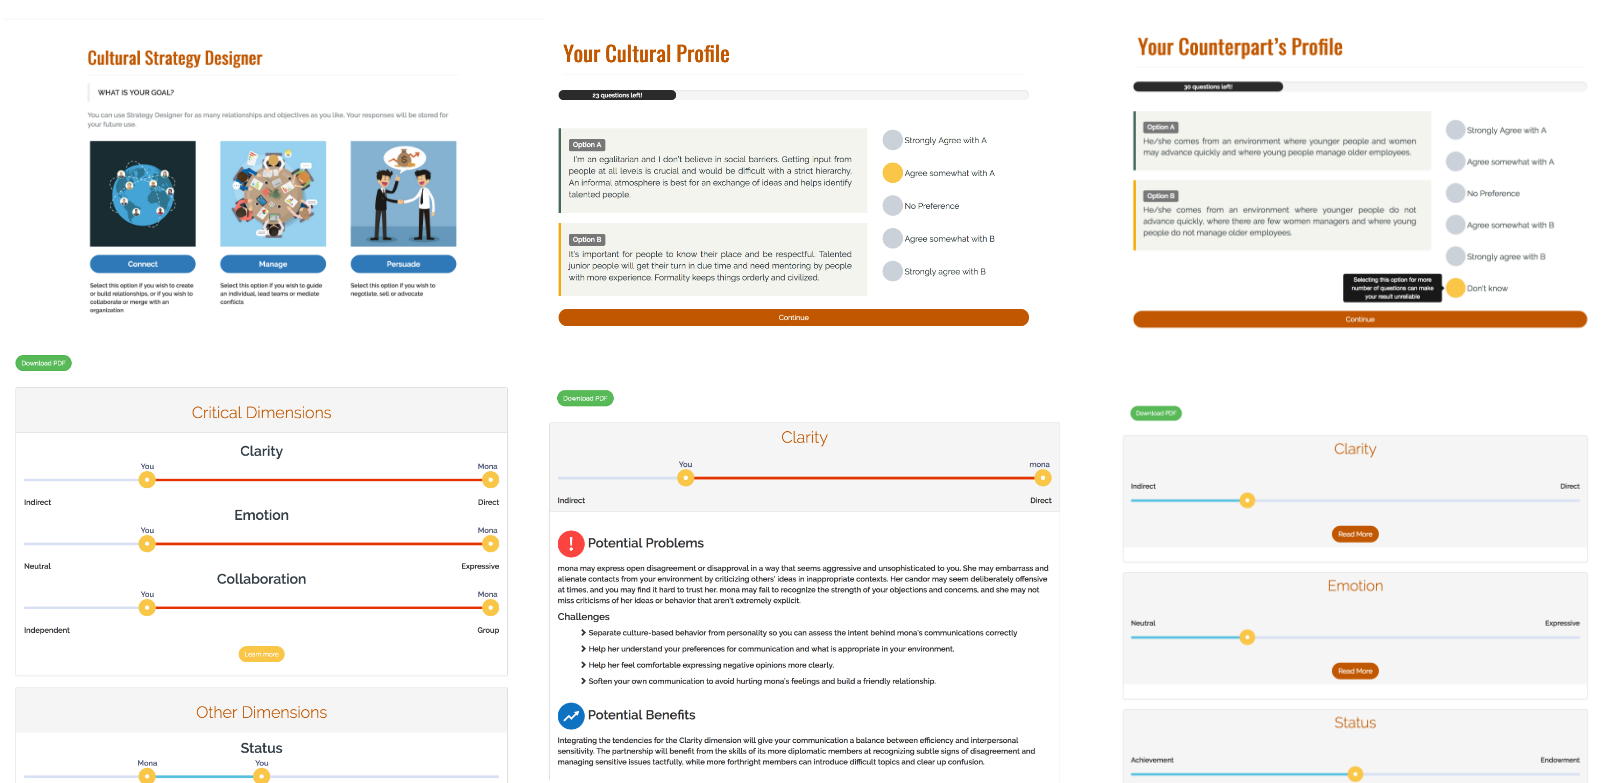 Cultural Strategy Designer
WHAT IS YOUR GOAL?
You can use Strategy Designer for as many relationships and objectives as you like. Your responses will be stored for
your future use.
Connect
Manage
Persuade
Select this option if you wish to create
or build relationships, or if you wish to
collaborate or merge with an
organization
Select this option if you wish to guide
an individual, lead teams or mediate
conflicts
Select this option if you wish to
negotiate, sell or advocate
Your Cultural Profile
23 questions left!
Option A
I'm an egalitarian and I don't believe in social barriers. Getting input from
people at all levels is crucial and would be difficult with a strict hierarchy.
An informal atmosphere is best for an exchange of ideas and helps identify
talented people.
Option B
It's important for people to know their place and be respectful. Talented
junior people will get their turn in due time and need mentoring by people
with more experience. Formality keeps things orderly and civilized.
Strongly Agree with A
Agree somewhat with A
No Preference
Agree somewhat with B
Strongly agree with B
Continue
Your Counterpart's Profile
30 questions left!
Option A
He/she comes from an environment where younger people and women
may advance quickly and where young people manage older employees.
Option B
He/she comes from an environment where younger people do not
advance quickly, where there are few women managers and where young
people do not manage older employees.
Strongly Agree with A
Agree somewhat with A
No Preference
Agree somewhat with B
Strongly agree with B
Selecting this option for more
number of questions can make
your result unreliable
Don't know
Continue
Download PDF
Critical Dimensions
Clarity
You
Mona
Indirect
Direct
Emotion
You
Mona
Neutral
Expressive
Collaboration
You
Mona
Independent
Group
Learn more
Other Dimensions
Status
Mona
You
Download PDF
Clarity
You
mona
Indirect
Direct
Potential Problems
mona may express open disagreement or disapproval in a way that seems aggressive and unsophisticated to you. She may embarrass and
alienate contacts from your environment by criticizing others' ideas in inappropriate contexts. Her candor may seem deliberately offensive
at times, and you may find it hard to trust her. mona may fail to recognize the strength of your objections and concerns, and she may not
miss criticisms of her ideas or behavior that aren't extremely explicit.
Challenges
Separate culture-based behavior from personality so you can assess the intent behind mona's communications correctly
Help her understand your preferences for communication and what is appropriate in your environment.
Help her feel comfortable expressing negative opinions more clearly.
Soften your own communication to avoid hurting mona's feelings and build a friendly relationship.
Potential Benefits
Integrating the tendencies for the Clarity dimension will give your communication a balance between efficiency and interpersonal
sensitivity. The partnership will benefit from the skills of its more diplomatic members at recognizing subtle signs of disagreement and
managing sensitive issues tactfully, while more forthright members can introduce difficult topics and clear up confusion.
Download PDF
Clarity
Indirect
Direct
Read More
Emotion
Neutral
Expressive
Read More
Status
Achievement
Endowment